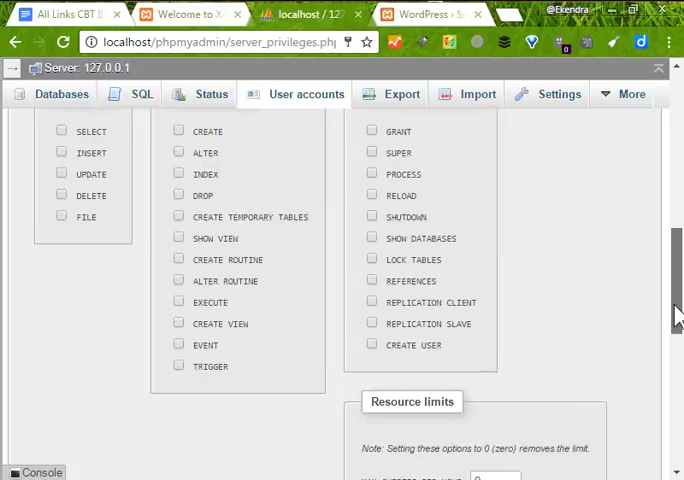 @Ekendra
All Links CBT I
Welcome to X
localhost / 127
WordPress › S
localhost/phpmyadmin/server_privileges.php
0
Server: 127.0.0.1
Databases SQL Status User accounts Export Import Settings More
SELECT
INSERT
UPDATE
DELETE
FILE
CREATE
ALTER
INDEX
DROP
CREATE TEMPORARY TABLES
SHOW VIEW
CREATE ROUTINE
ALTER ROUTINE
EXECUTE
CREATE VIEW
EVENT
TRIGGER
GRANT
SUPER
PROCESS
RELOAD
SHUTDOWN
SHOW DATABASES
LOCK TABLES
REFERENCES
REPLICATION CLIENT
REPLICATION SLAVE
CREATE USER
Resource limits
Note: Setting these options to 0 (zero) removes the limit.
Console